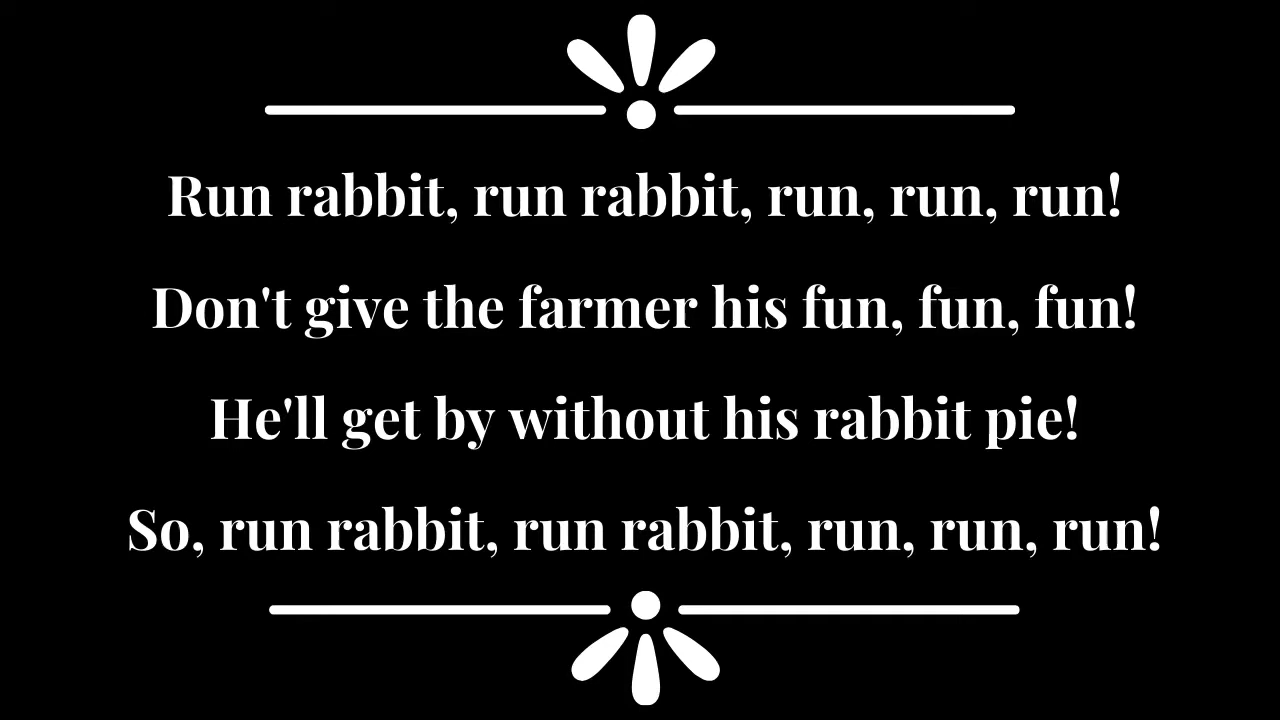 Run rabbit, run rabbit, run, run, run!
Don't give the farmer his fun, fun, fun!
He'll get by without his rabbit pie!
So, run rabbit, run rabbit, run, run, run!